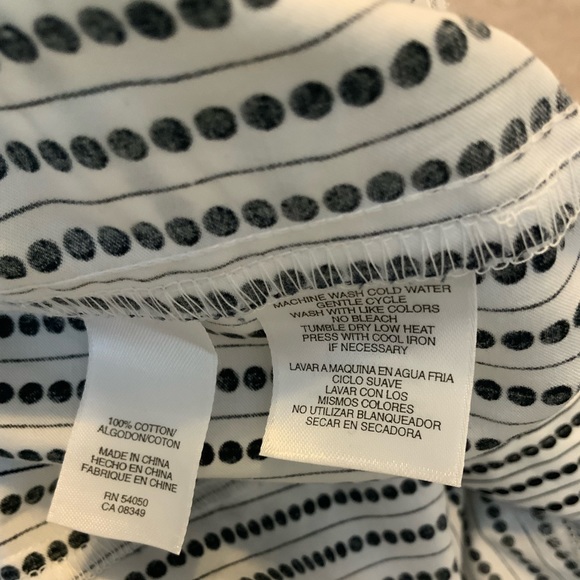 100% COTTON/
ALGODON/COTON
MADE IN CHINA
HECHO EN CHINA
FABRIQUE EN CHINE
RN 54050
CA 08349
MACHINE WASH COLD WATER
GENTLE CYCLE
WASH WITH LIKE COLORS
NO BLEACH
TUMBLE DRY LOW HEAT
PRESS WITH COOL IRON
IF NECESSARY
LAVAR A MAQUINA EN AGUA FRIA
CICLO SUAVE
LAVAR CON LOS
MISMOS COLORES
NO UTILIZAR BLANQUEADOR
SECAR EN SECADORA